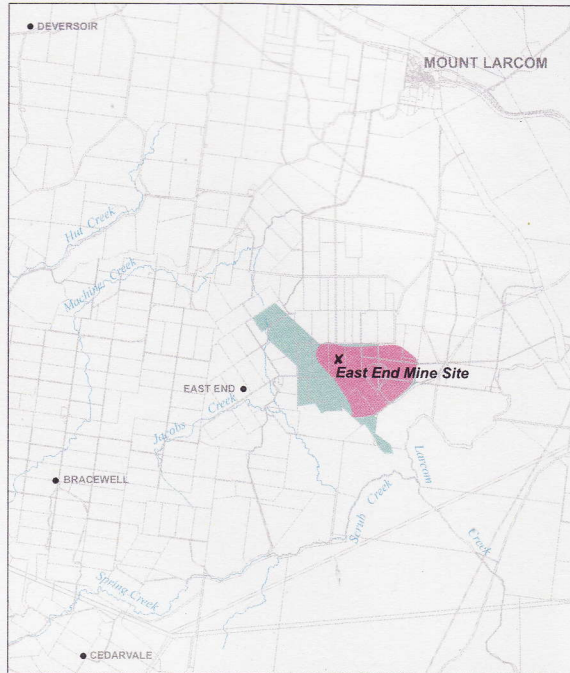 DEVERSOIR
MOUNT LARCOM
Hut Creek
Machine Creek
East End Mine Site
EAST END
Jacobs Creek
Larcom Creek
BRACEWELL
Scrub Creek
Spring Creek
CEDARVALE